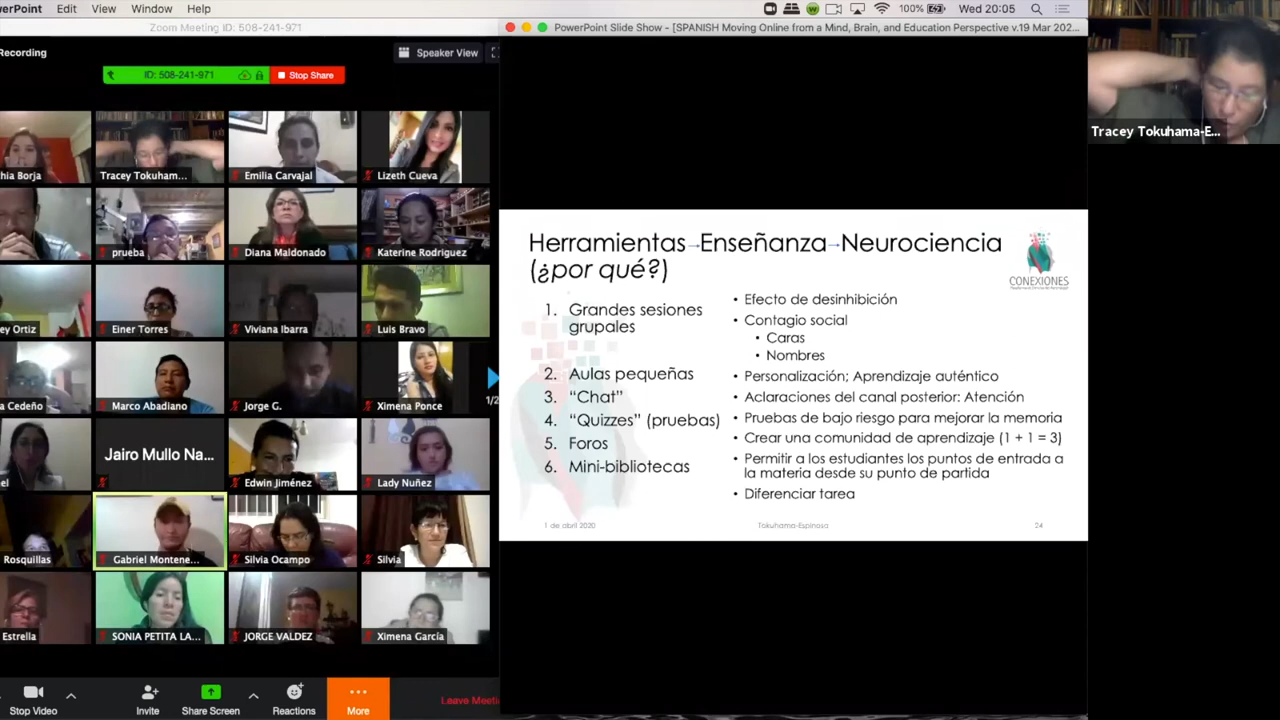 PowerPoint Edit View Window Help 100% Wed 20:05
Zoom Meeting ID: 508-241-971
Recording
Speaker View
ID: 508-241-971 Stop Share
hia Borja
Tracey Tokuham...
Emilia Carvajal
Lizeth Cueva
prueba
Diana Maldonado
Katerine Rodriguez
ey Ortiz
Einer Torres
Viviana Ibarra
Luis Bravo
a Cedeño
Marco Abadiano
Jorge G.
Ximena Ponce
1/2
el
Jairo Mullo Na...
Edwin Jiménez
Lady Nuñez
Rosquillas
Gabriel Montene...
Silvia Ocampo
Silvia
Estrella
SONIA PETITA LA...
JORGE VALDEZ
Ximena García
Stop Video
Invite
Share Screen
Reactions
More
Leave Meeti
PowerPoint Slide Show - [SPANISH Moving Online from a Mind, Brain, and Education Perspective v.19 Mar 202...
Herramientas→Enseñanza→Neurociencia
(¿por qué?)
CONEXIONES
1. Grandes sesiones
grupales
2. Aulas pequeñas
3. “Chat”
4. “Quizzes” (pruebas)
5. Foros
6. Mini-bibliotecas
• Efecto de desinhibición
• Contagio social
• Caras
• Nombres
• Personalización; Aprendizaje auténtico
• Aclaraciones del canal posterior: Atención
• Pruebas de bajo riesgo para mejorar la memoria
• Crear una comunidad de aprendizaje (1 + 1 = 3)
• Permitir a los estudiantes los puntos de entrada a
la materia desde su punto de partida
• Diferenciar tarea
1 de abril 2020
Tokuhama-Espinosa
24
Tracey Tokuhama-E...